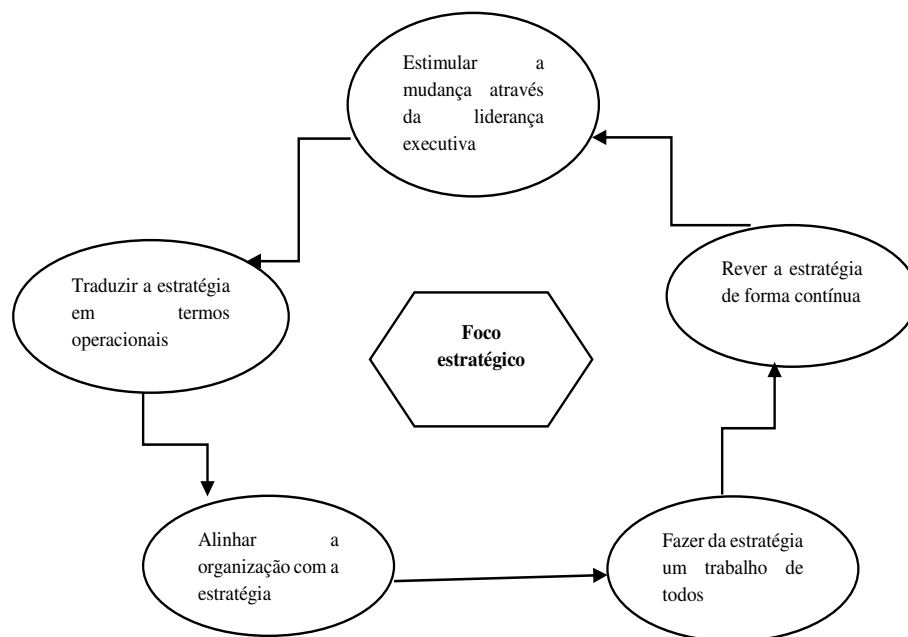 Estimular a
mudança através
da liderança
executiva
Traduzir a estratégia
em termos
operacionais
Rever a estratégia
de forma contínua
Foco
estratégico
Alinhar a
organização com a
estratégia
Fazer da estratégia
um trabalho de
todos